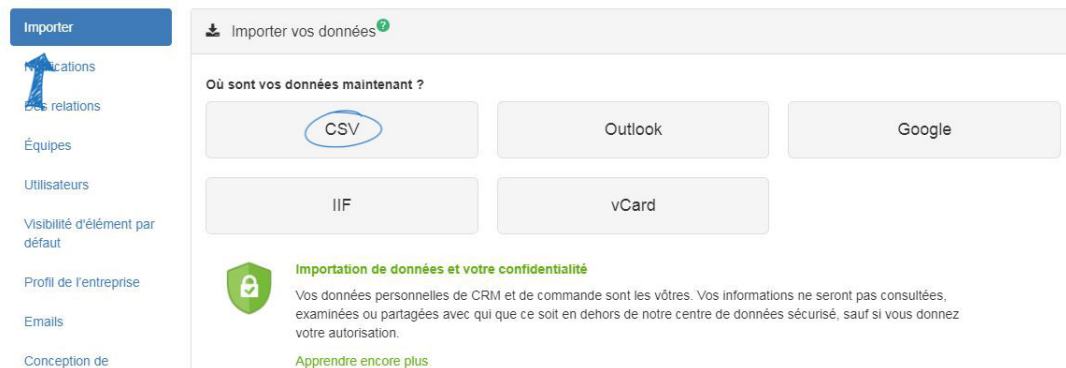 Importer
Notifications
Des relations
Équipes
Utilisateurs
Visibilité d'élément par
défaut
Profil de l'entreprise
Emails
Conception de
Importer vos données?
Où sont vos données maintenant ?
CSV
Outlook
Google
IIF
vCard
Importation de données et votre confidentialité
Vos données personnelles de CRM et de commande sont les vôtres. Vos informations ne seront pas consultées,
examinées ou partagées avec qui que ce soit en dehors de notre centre de données sécurisé, sauf si vous donnez
votre autorisation.
Apprendre encore plus